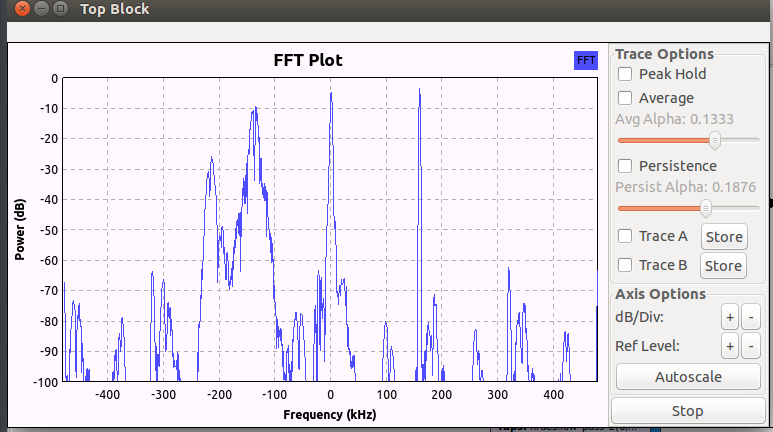 Top Block
FFT Plot
FFT
0
-10
-20
-30
-40
-50
-60
-70
-80
-90
-100
Power (dB)
-400
-300
-200
-100
0
100
200
300
400
Frequency (kHz)
Trace Options
Peak Hold
Average
Avg Alpha: 0.1333
Persistence
Persist Alpha: 0.1876
Trace A Store
Trace B Store
Axis Options
dB/Div: + -
Ref Level: + -
Autoscale
Stop